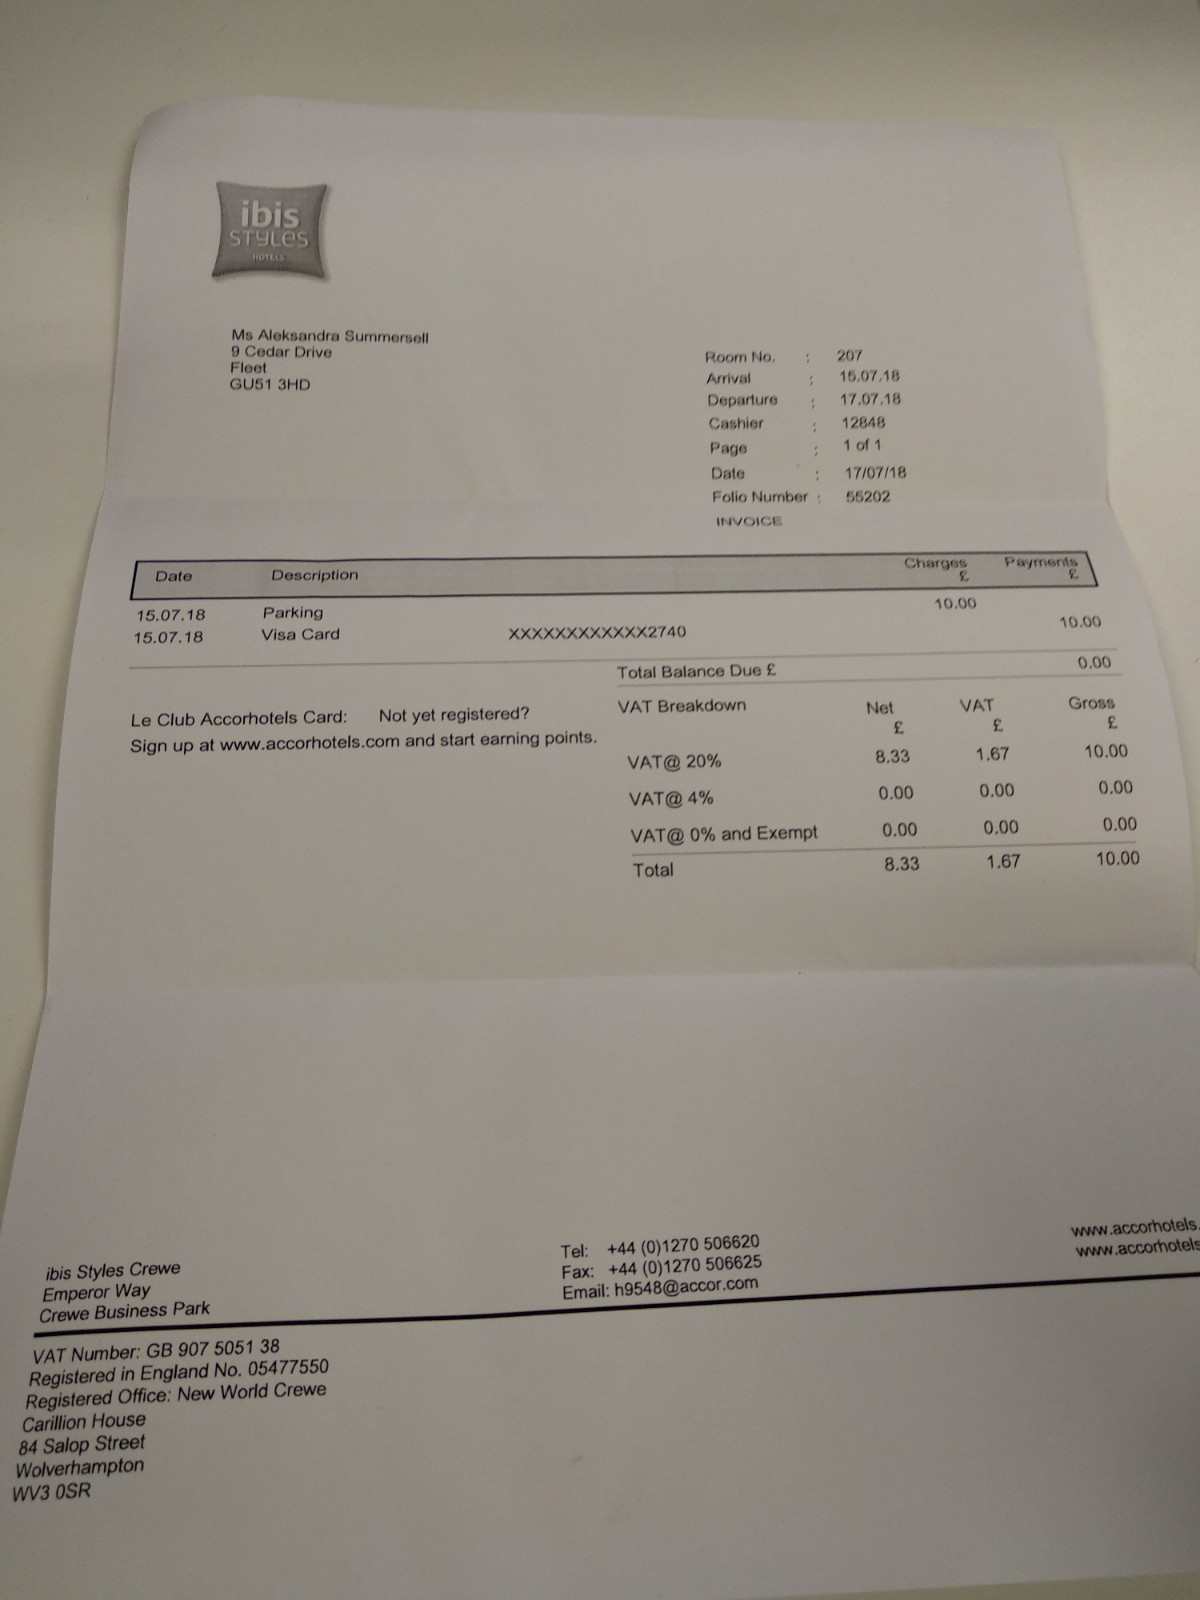 ibis
STYLES
HOTELS
Ms Aleksandra Summersell
9 Cedar Drive
Fleet
GU51 3HD
Room No. : 207
Arrival : 15.07.18
Departure : 17.07.18
Cashier : 12848
Page : 1 of 1
Date : 17/07/18
Folio Number : 55202
INVOICE
Date Description Charges £ Payments £
15.07.18 Parking 10.00
15.07.18 Visa Card XXXXXXXXXXXX2740 10.00
Total Balance Due £ 0.00
Le Club Accorhotels Card: Not yet registered?
Sign up at www.accorhotels.com and start earning points.
VAT Breakdown Net £ VAT £ Gross £
VAT@ 20% 8.33 1.67 10.00
VAT@ 4% 0.00 0.00 0.00
VAT@ 0% and Exempt 0.00 0.00 0.00
Total 8.33 1.67 10.00
ibis Styles Crewe
Emperor Way
Crewe Business Park
Tel: +44 (0)1270 506620
Fax: +44 (0)1270 506625
Email: h9548@accor.com
www.accorhotels.
www.accorhotels
VAT Number: GB 907 5051 38
Registered in England No. 05477550
Registered Office: New World Crewe
Carillion House
84 Salop Street
Wolverhampton
WV3 0SR